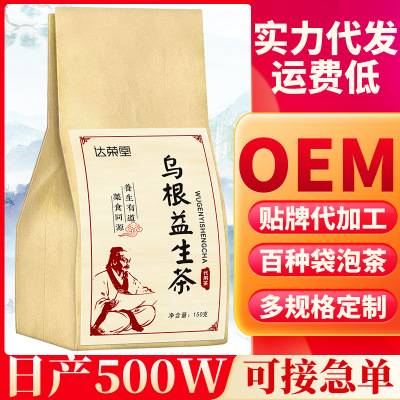 实力代发
运费低
OEM
贴牌代加工
百种袋泡茶
多规格定制
达荣堂
养生有道
药食同源
乌根益生茶
WUGENYISHENGCHA
代用茶
净含量：150克
日产500W
可接急单